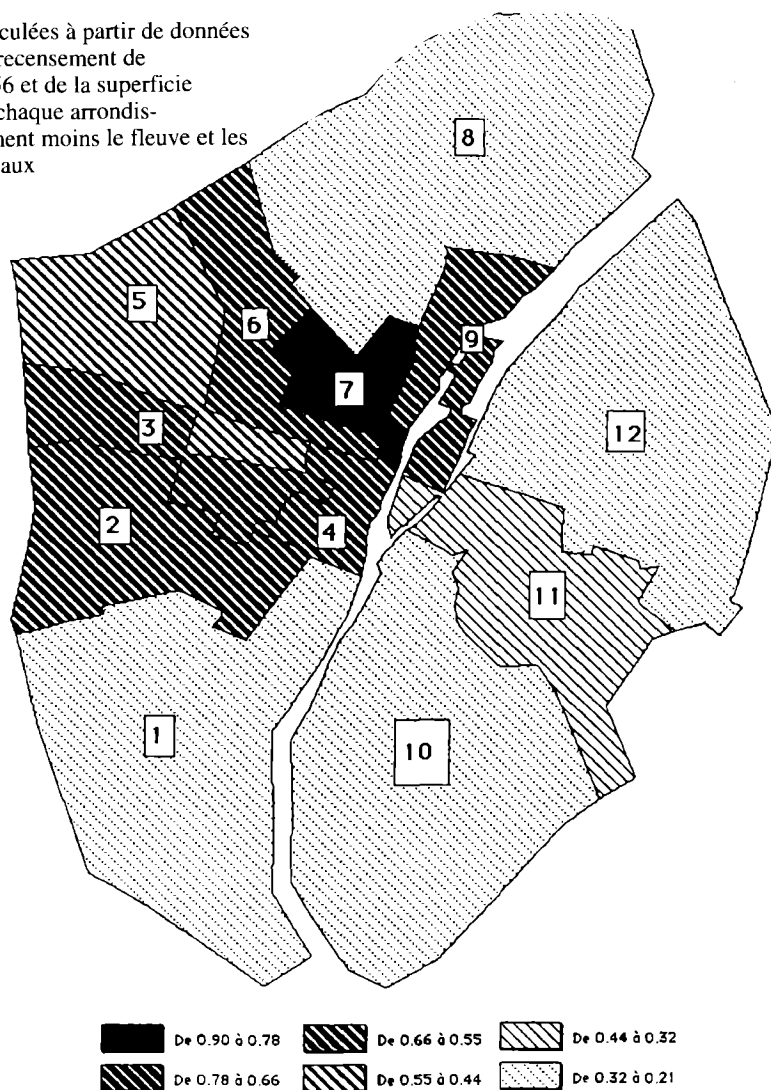 culées à partir de données
recensement de
56 et de la superficie
chaque arrondis-
ment moins le fleuve et les
aux
8
5
6
9
7
3
12
2
4
11
1
10
De 0.90 à 0.78
De 0.66 à 0.55
De 0.44 à 0.32
De 0.78 à 0.66
De 0.55 à 0.44
De 0.32 à 0.21